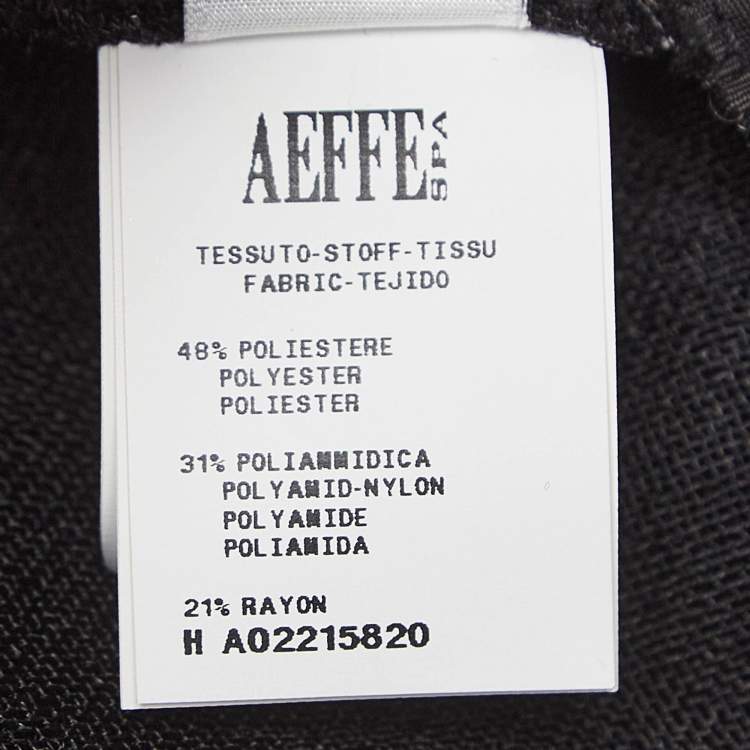 AEFFE SPA
TESSUTO-STOFF-TISSU
FABRIC-TEJIDO
48% POLIESTERE
POLYESTER
POLIESTER
31% POLIAMMIDICA
POLYAMID-NYLON
POLYAMIDE
POLIAMIDA
21% RAYON
H A02215820